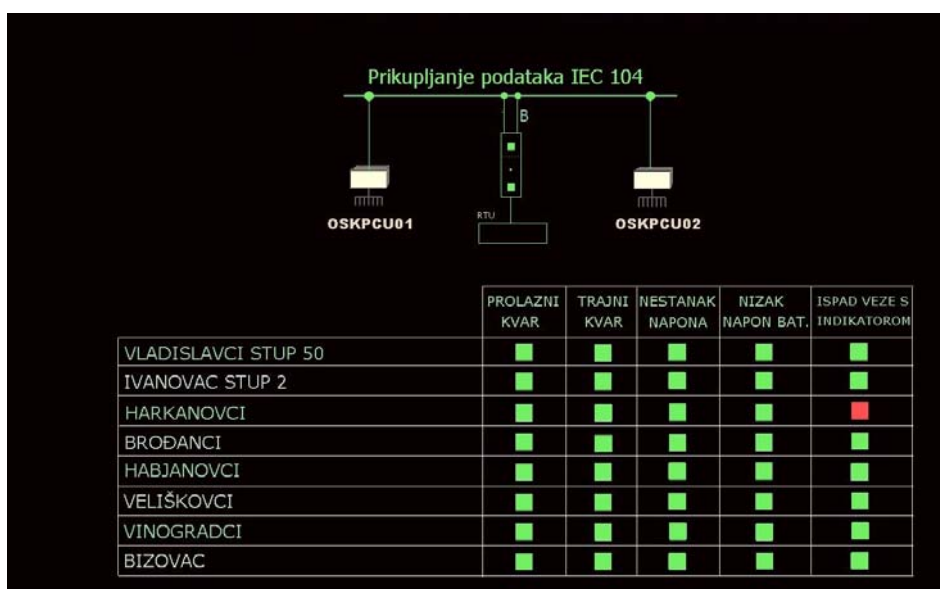 Prikupljanje podataka IEC 104
B
RTU
OSKPCU01
OSKPCU02
PROLAZNI KVAR
TRAJNI KVAR
NESTANAK NAPONA
NIZAK NAPON BAT.
ISPAD VEZE S INDIKATOROM
VLADISLAVCI STUP 50
IVANOVAC STUP 2
HARKANOVCI
BROĐANCI
HABJANOVCI
VELIŠKOVCI
VINOGRADCI
BIZOVAC